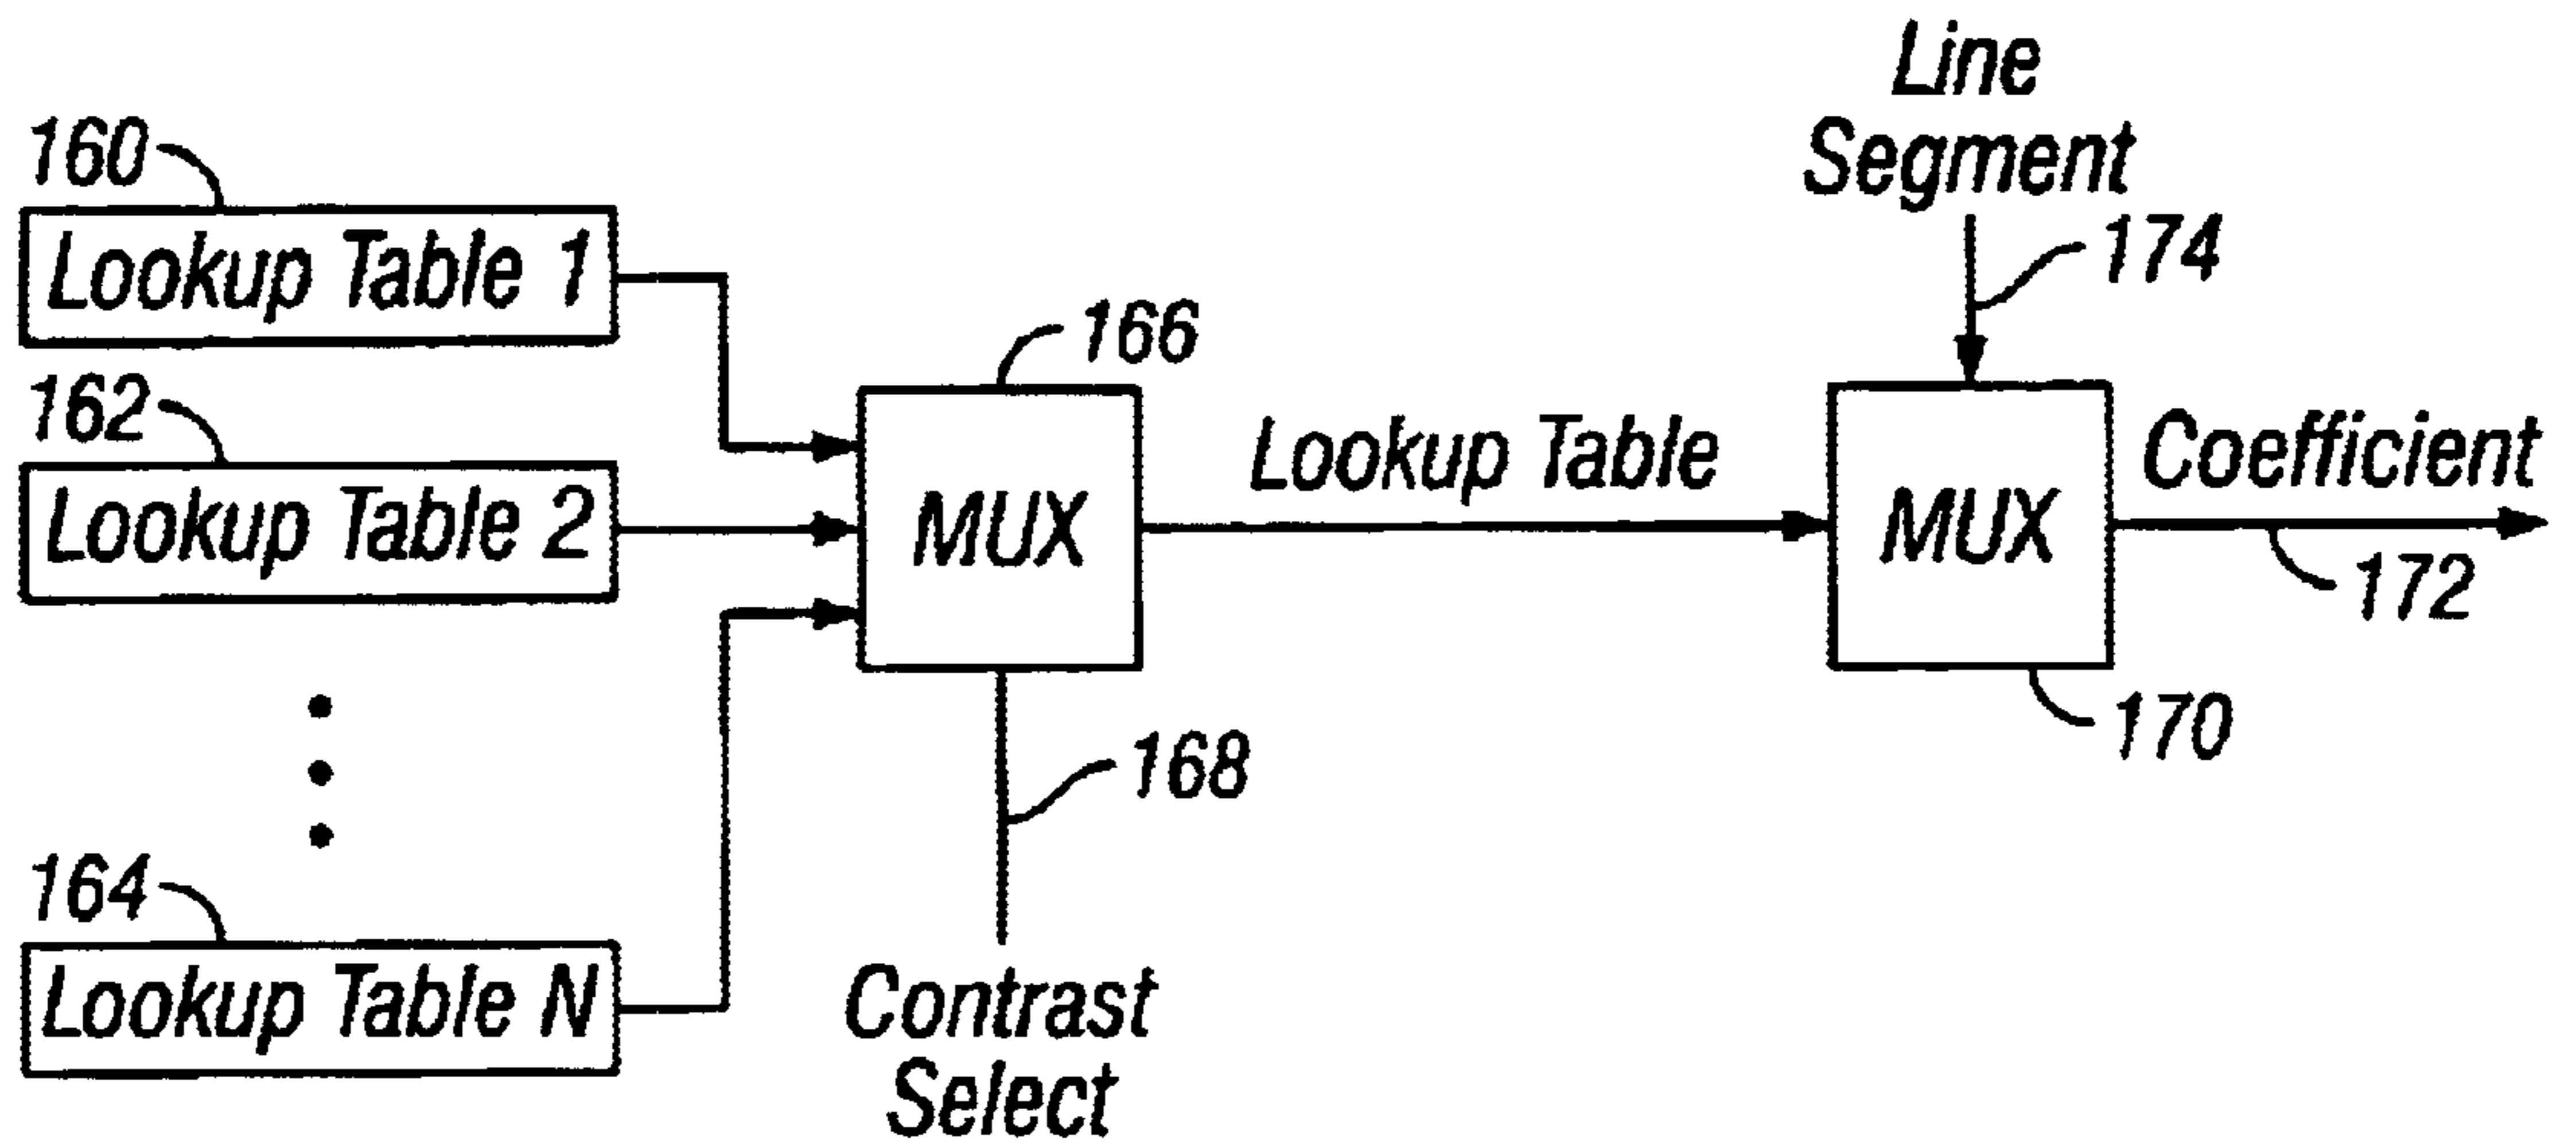 Line
Segment
174
160
Lookup Table 1
162
Lookup Table 2
164
Lookup Table N
166
MUX
168
Contrast
Select
Lookup Table
MUX
170
Coefficient
172